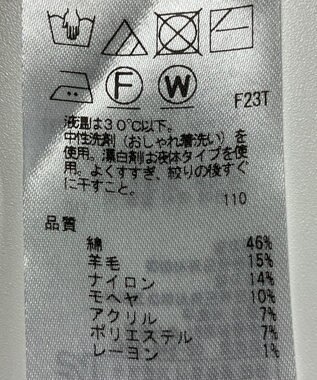 F W
F23T
液温は30℃以下。
中性洗剤（おしゃれ着洗い）を
使用。漂白剤は液体タイプを使
用。よくすすぎ、絞りの後すぐ
に干すこと。
110
品質
綿 46%
羊毛 15%
ナイロン 14%
モヘヤ 10%
アクリル 7%
ポリエステル 7%
レーヨン 1%